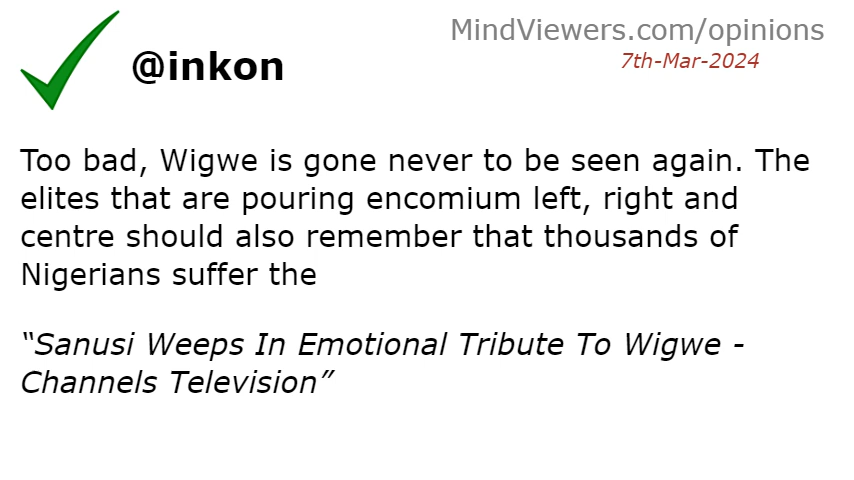 MindViewers.com/opinions
@inkon
7th-Mar-2024
Too bad, Wigwe is gone never to be seen again. The
elites that are pouring encomium left, right and
centre should also remember that thousands of
Nigerians suffer the
“Sanusi Weeps In Emotional Tribute To Wigwe -
Channels Television”